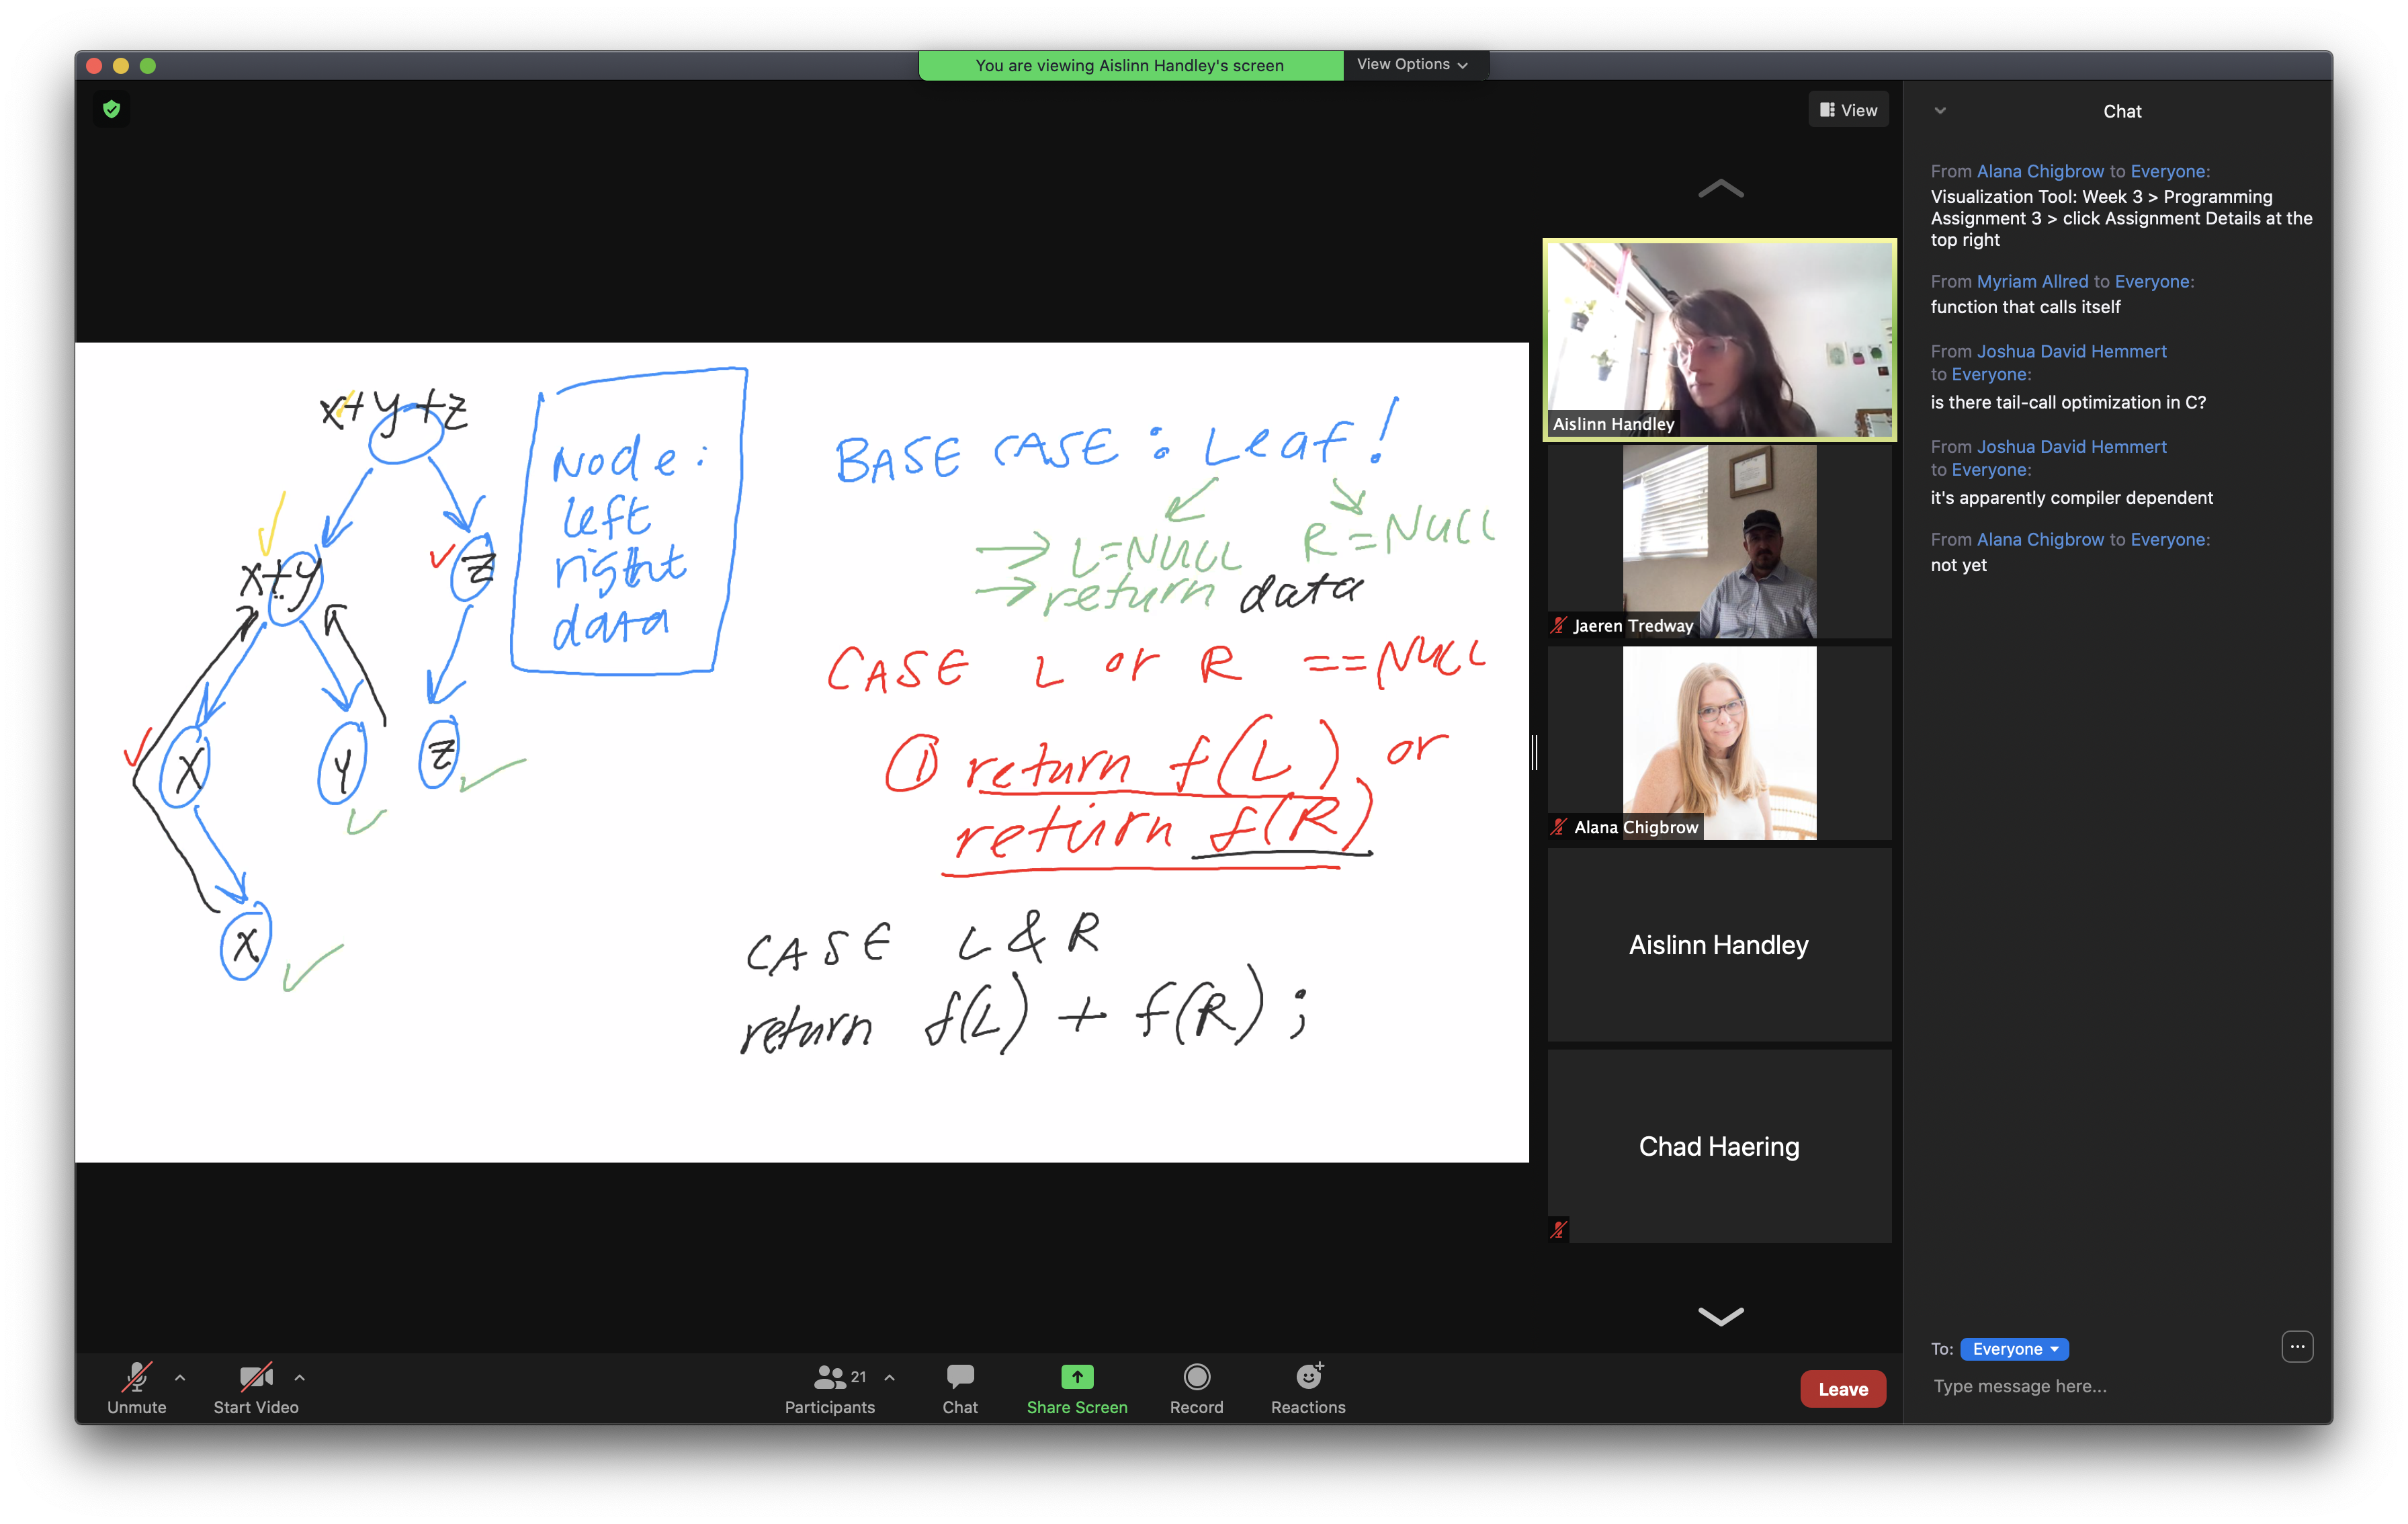 You are viewing Aislinn Handley's screen
View Options
View
x+y+z
x+y
z
x
y
z
x
Node:
left
right
data
BASE CASE: Leaf!
L=NULL R=NULL
return data
CASE L or R ==NULL
① return f(L) or
return f(R)
CASE L & R
return f(L) + f(R);
Aislinn Handley
Jaeren Tredway
Alana Chigbrow
Aislinn Handley
Chad Haering
Chat
From Alana Chigbrow to Everyone:
Visualization Tool: Week 3 > Programming
Assignment 3 > click Assignment Details at the
top right
From Myriam Allred to Everyone:
function that calls itself
From Joshua David Hemmert
to Everyone:
is there tail-call optimization in C?
From Joshua David Hemmert
to Everyone:
it's apparently compiler dependent
From Alana Chigbrow to Everyone:
not yet
To: Everyone
Type message here...
Unmute
Start Video
21
Participants
Chat
Share Screen
Record
Reactions
Leave